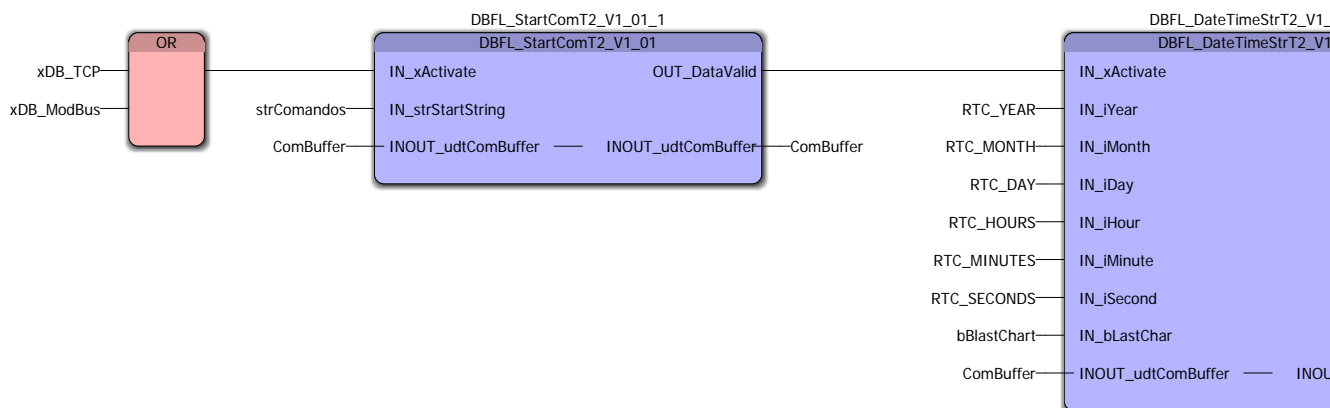 DBFL_StartComT2_V1_01_1
DBFL_DateTimeStrT2_V1_
OR
DBFL_StartComT2_V1_01
DBFL_DateTimeStrT2_V1
xDB_TCP
IN_xActivate
OUT_DataValid
IN_xActivate
xDB_ModBus
strComandos
IN_strStartString
RTC_YEAR
IN_iYear
ComBuffer
INOUT_udtComBuffer
INOUT_udtComBuffer
ComBuffer
RTC_MONTH
IN_iMonth
RTC_DAY
IN_iDay
RTC_HOURS
IN_iHour
RTC_MINUTES
IN_iMinute
RTC_SECONDS
IN_iSecond
bBlastChart
IN_bLastChar
ComBuffer
INOUT_udtComBuffer
INOU